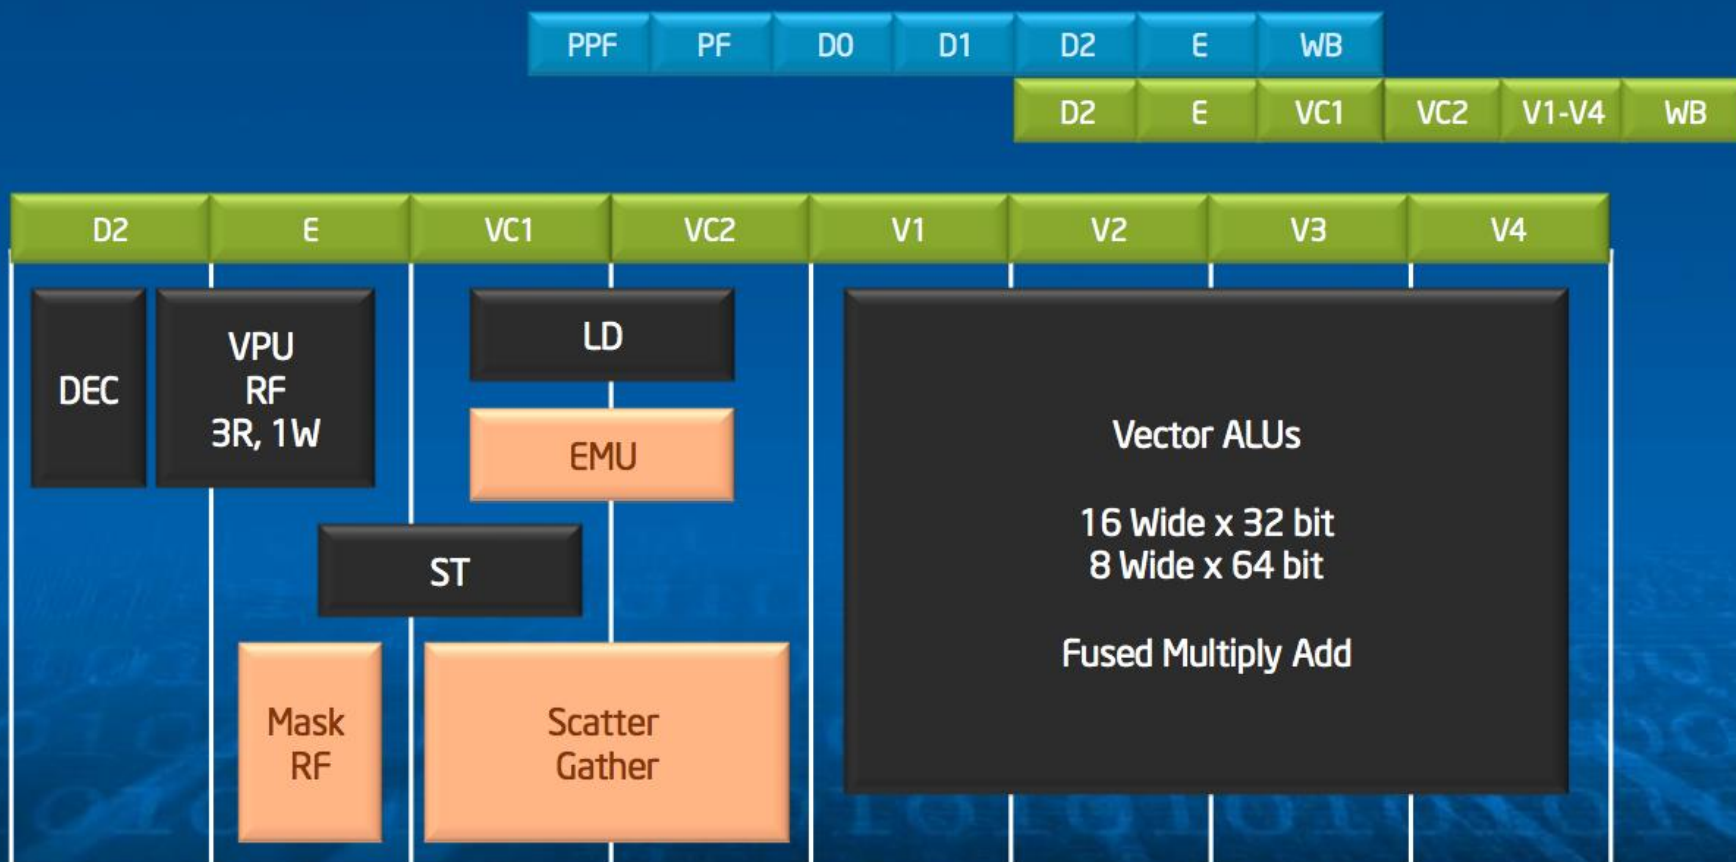 PPF PF D0 D1 D2 E WB
D2 E VC1 VC2 V1-V4 WB
D2 E VC1 VC2 V1 V2 V3 V4
DEC
VPU
RF
3R, 1W
LD
EMU
ST
Mask
RF
Scatter
Gather
Vector ALUs
16 Wide x 32 bit
8 Wide x 64 bit
Fused Multiply Add